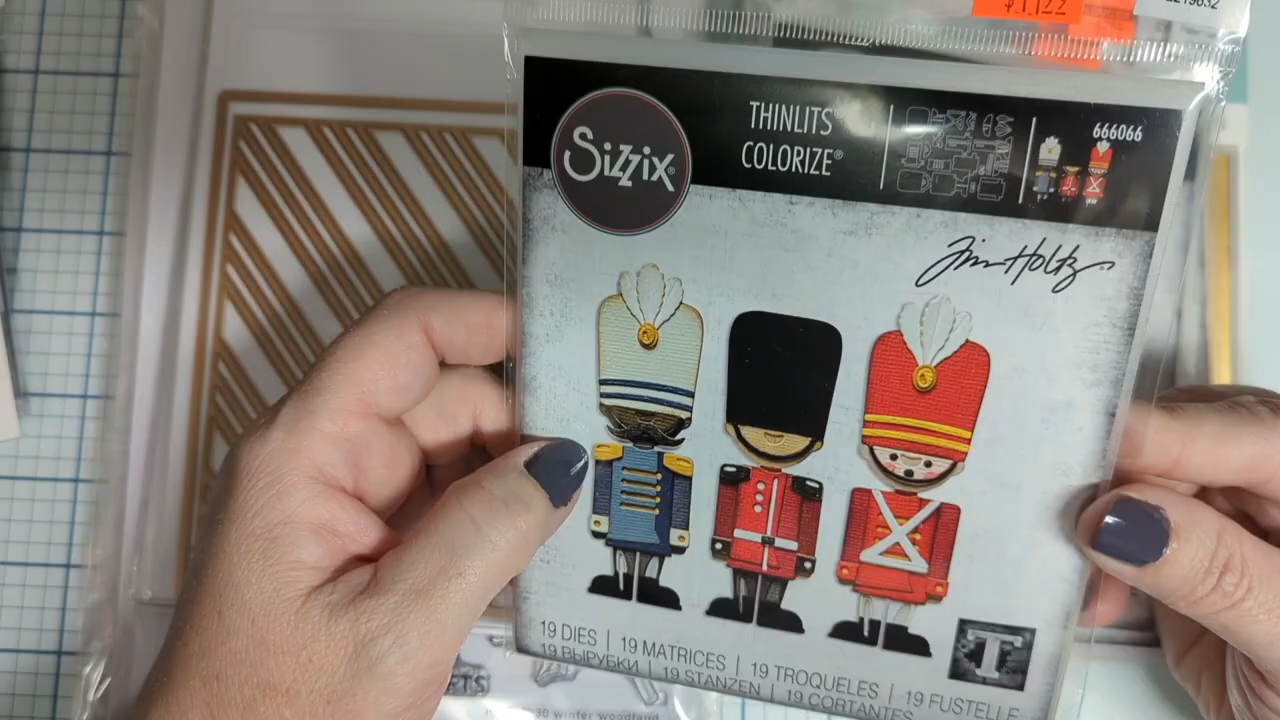 Sizzix®
THINLITS®
COLORIZE®
666066
Tim Holtz®
T
19 DIES | 19 MATRICES | 19 TROQUELES | 19 FUSTELLE
19 ВЫРУБКИ | 19 STANZEN | 19 CORTANTES
30 winter woodland